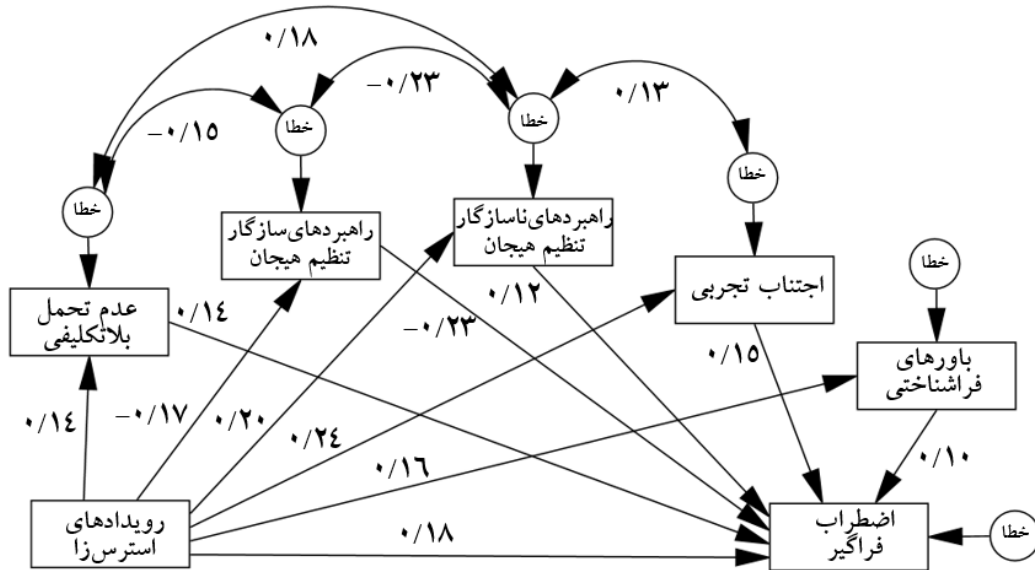 ۰/۱۸
-۰/۲۳
۰/۱۳
-۰/۱۵
خطا
خطا
خطا
خطا
خطا
راهبردهای سازگار
تنظیم هیجان
راهبردهای ناسازگار
تنظیم هیجان
اجتناب تجربی
عدم تحمل
بلاتکلیفی
باورهای
فراشناختی
۰/۱۴
۰/۱۲
-۰/۲۳
۰/۱۵
۰/۱۴
-۰/۱۷
۰/۲۰
۰/۲۴
۰/۱۶
۰/۱۰
رویدادهای
استرس‌زا
۰/۱۸
اضطراب
فراگیر
خطا